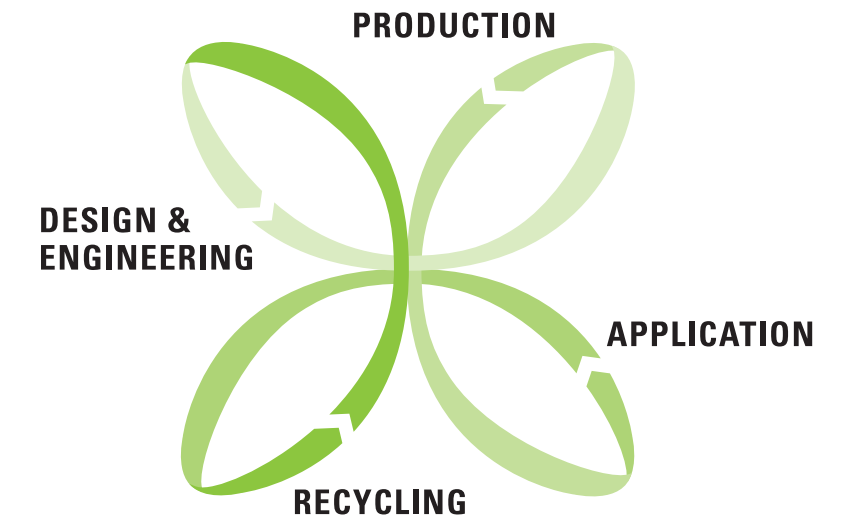 PRODUCTION
DESIGN &
ENGINEERING
APPLICATION
RECYCLING